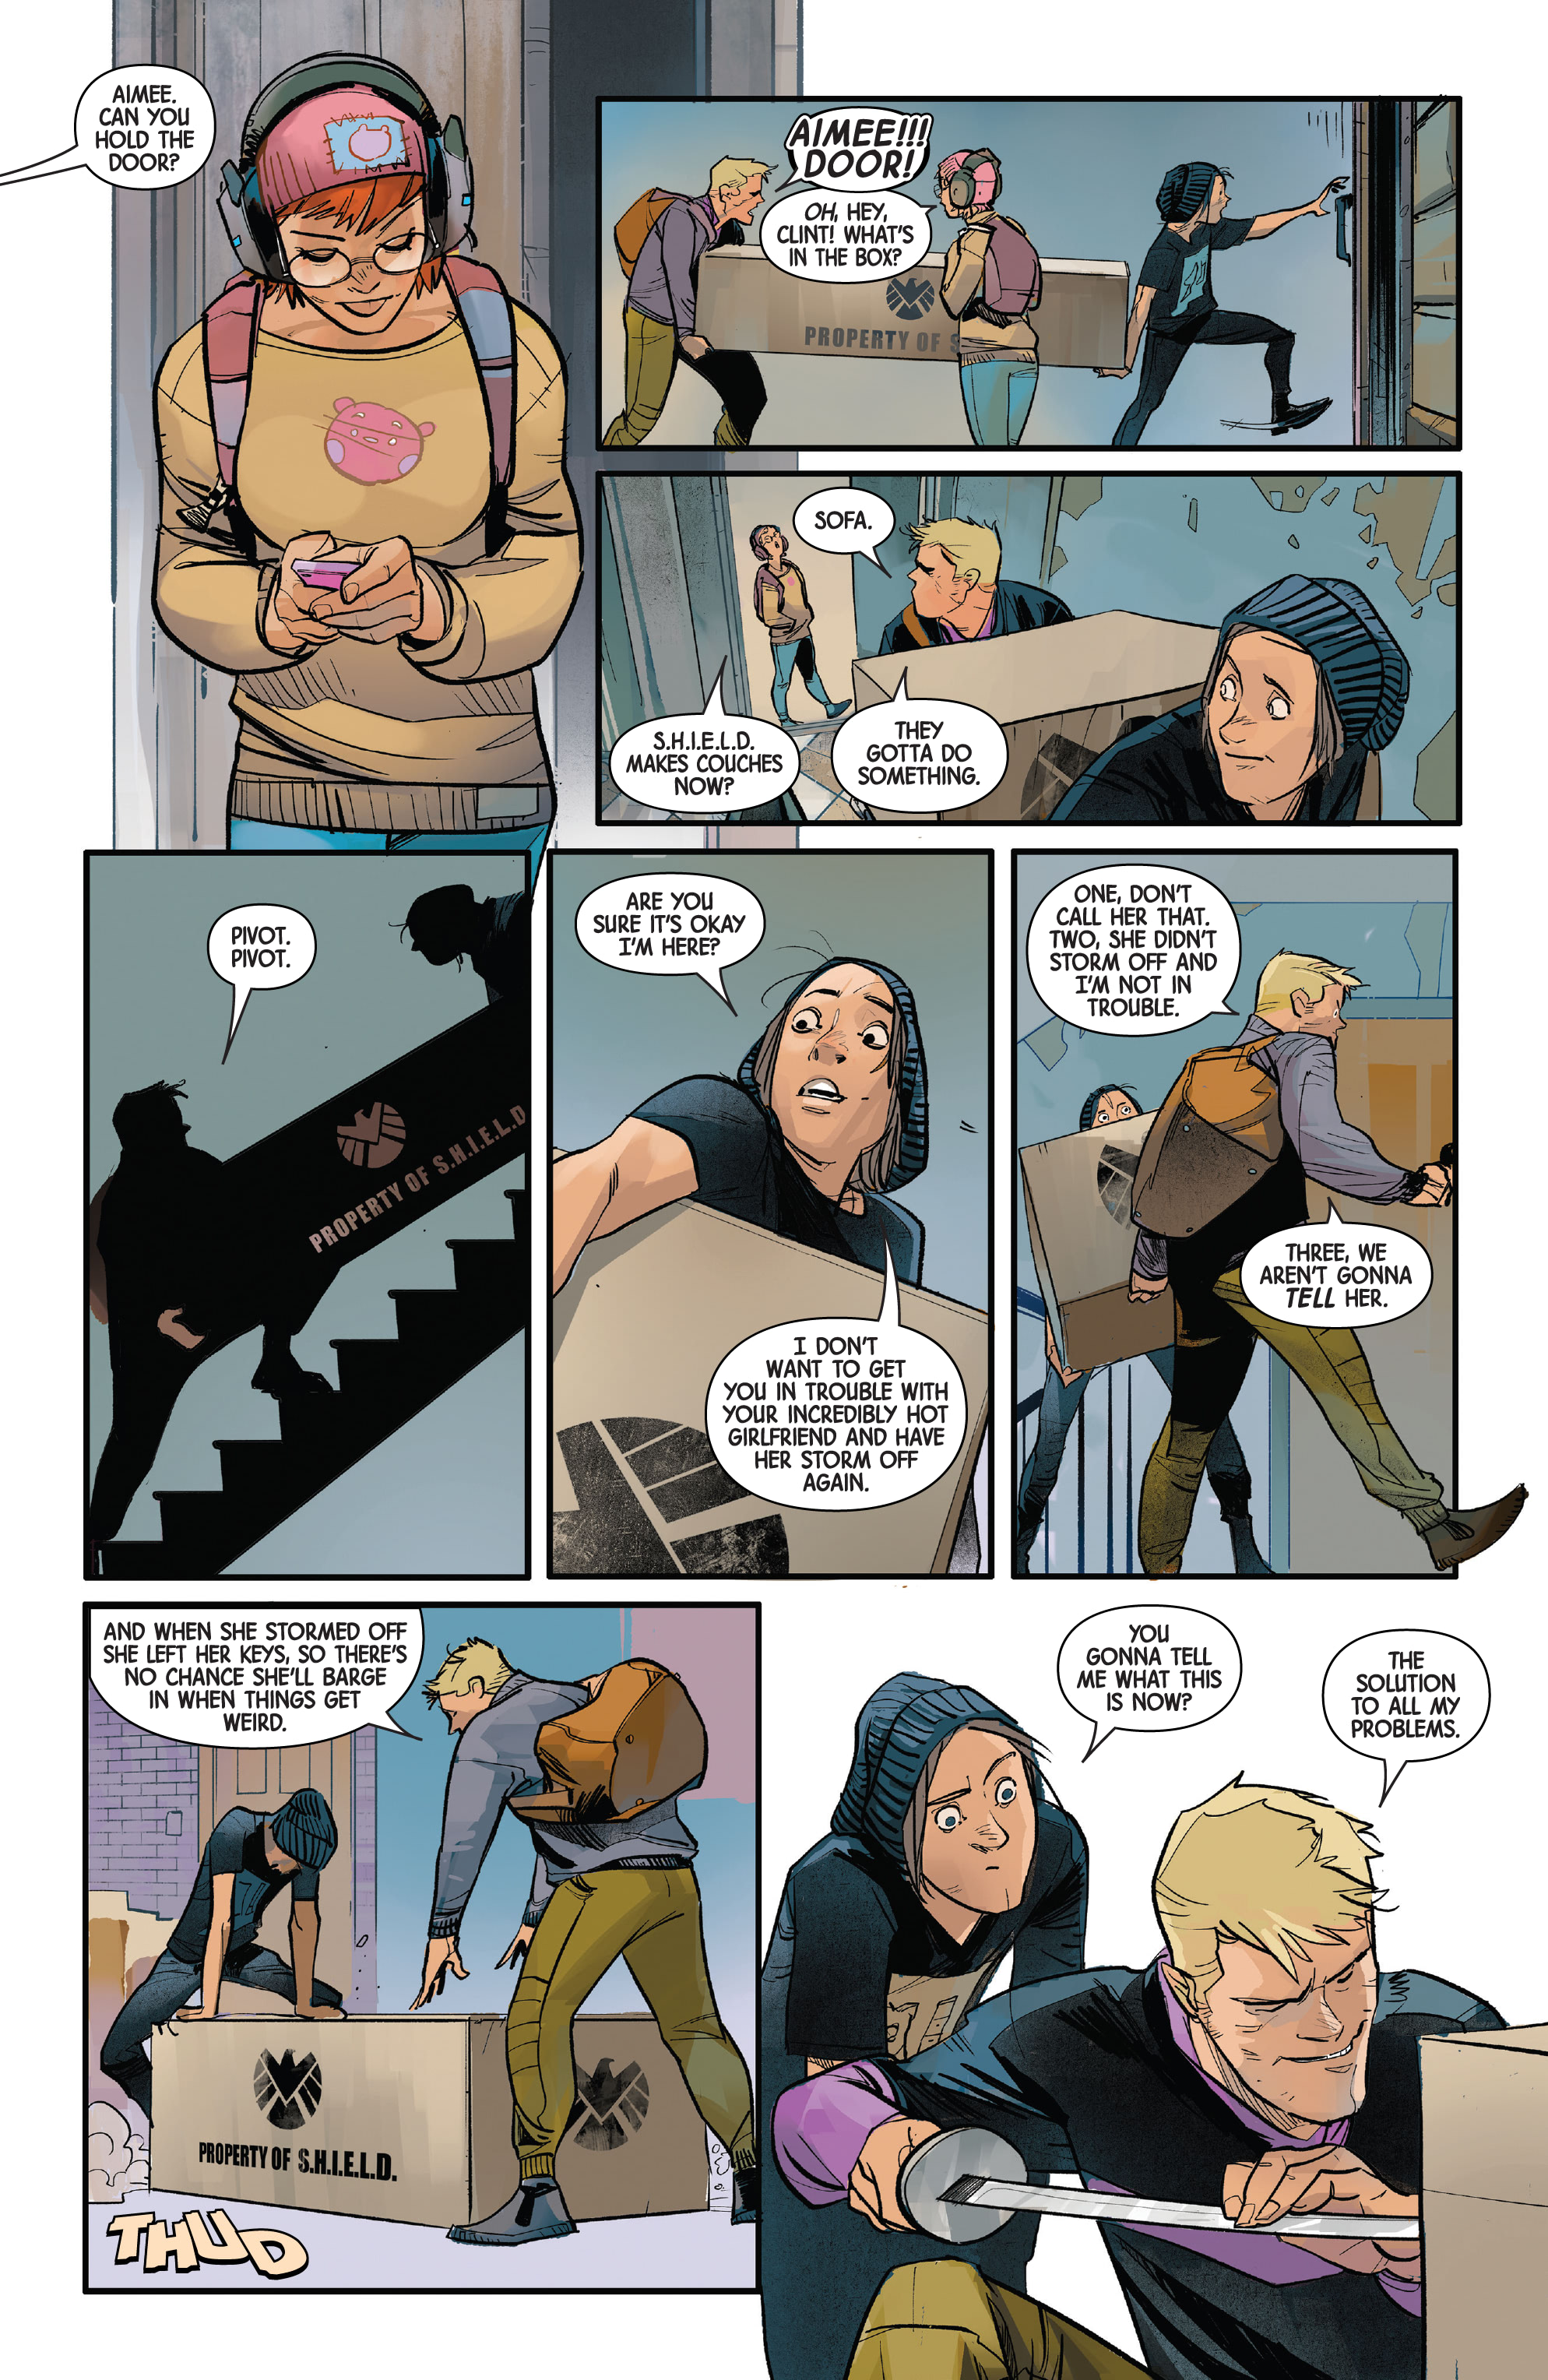 AIMEE.
CAN YOU
HOLD THE
DOOR?
AIMEE!!!
DOOR!
OH, HEY,
CLINT! WHAT'S
IN THE BOX?
PROPERTY OF S
SOFA.
S.H.I.E.L.D.
MAKES COUCHES
NOW?
THEY
GOTTA DO
SOMETHING.
PIVOT.
PIVOT.
PROPERTY OF S.H.I.E.L.D
ARE YOU
SURE IT'S OKAY
I'M HERE?
I DON'T
WANT TO GET
YOU IN TROUBLE WITH
YOUR INCREDIBLY HOT
GIRLFRIEND AND HAVE
HER STORM OFF
AGAIN.
ONE, DON'T
CALL HER THAT.
TWO, SHE DIDN'T
STORM OFF AND
I'M NOT IN
TROUBLE.
THREE, WE
AREN'T GONNA
TELL HER.
AND WHEN SHE STORMED OFF
SHE LEFT HER KEYS, SO THERE'S
NO CHANCE SHE'LL BARGE
IN WHEN THINGS GET
WEIRD.
PROPERTY OF S.H.I.E.L.D.
THUD
YOU
GONNA TELL
ME WHAT THIS
IS NOW?
THE
SOLUTION
TO ALL MY
PROBLEMS.